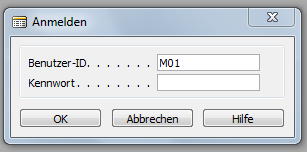 Anmelden
Benutzer-ID. . . . . . . M01
Kennwort . . . . . . . .
OK Abbrechen Hilfe